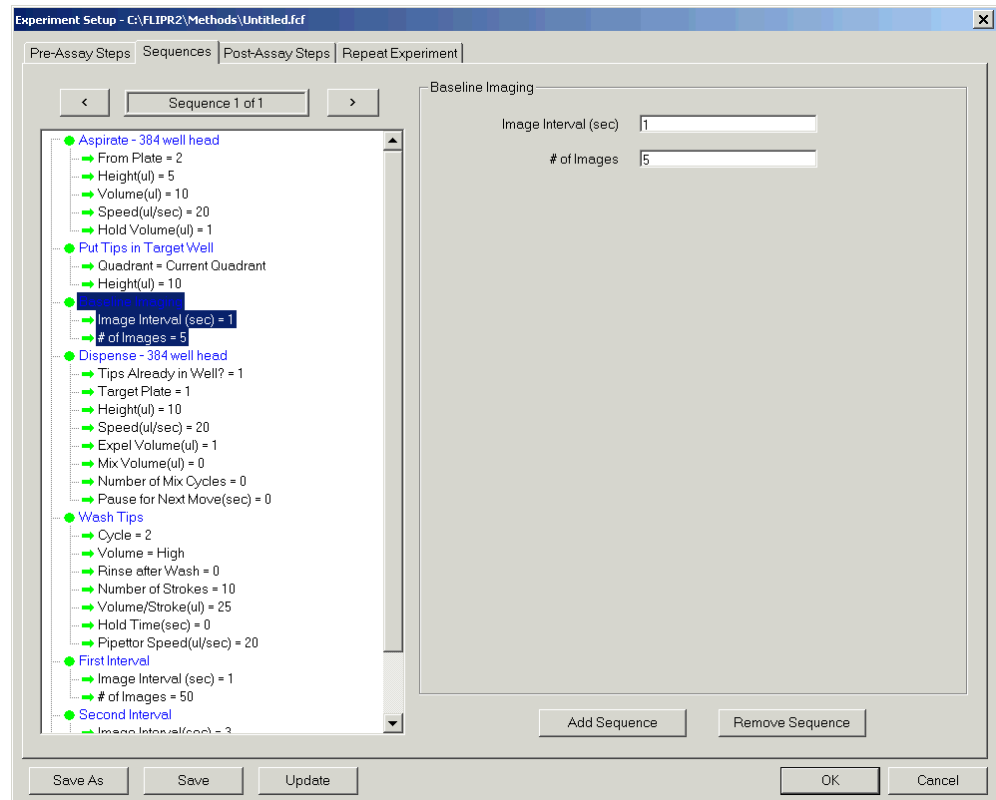 Experiment Setup - C:\FLIPR2\Methods\Untitled.fcf
Pre-Assay Steps Sequences Post-Assay Steps Repeat Experiment
< Sequence 1 of 1 >
Aspirate - 384 well head
From Plate = 2
Height(ul) = 5
Volume(ul) = 10
Speed(ul/sec) = 20
Hold Volume(ul) = 1
Put Tips in Target Well
Quadrant = Current Quadrant
Height(ul) = 10
Baseline Imaging
Image Interval (sec) = 1
# of Images = 5
Dispense - 384 well head
Tips Already in Well? = 1
Target Plate = 1
Height(ul) = 10
Speed(ul/sec) = 20
Expel Volume(ul) = 1
Mix Volume(ul) = 0
Number of Mix Cycles = 0
Pause for Next Move(sec) = 0
Wash Tips
Cycle = 2
Volume = High
Rinse after Wash = 0
Number of Strokes = 10
Volume/Stroke(ul) = 25
Hold Time(sec) = 0
Pipettor Speed(ul/sec) = 20
First Interval
Image Interval (sec) = 1
# of Images = 50
Second Interval
Image Interval(sec) = 3
Baseline Imaging
Image Interval (sec) 1
# of Images 5
Add Sequence Remove Sequence
Save As Save Update OK Cancel